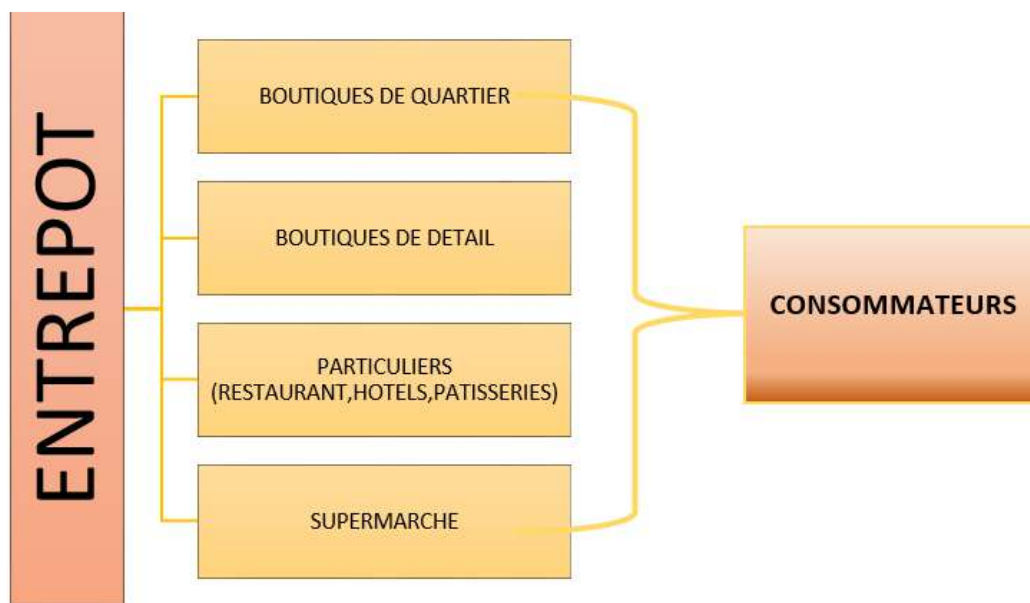 ENTREPOT
BOUTIQUES DE QUARTIER
BOUTIQUES DE DETAIL
PARTICULIERS
(RESTAURANT,HOTELS,PATISSERIES)
SUPERMARCHE
CONSOMMATEURS